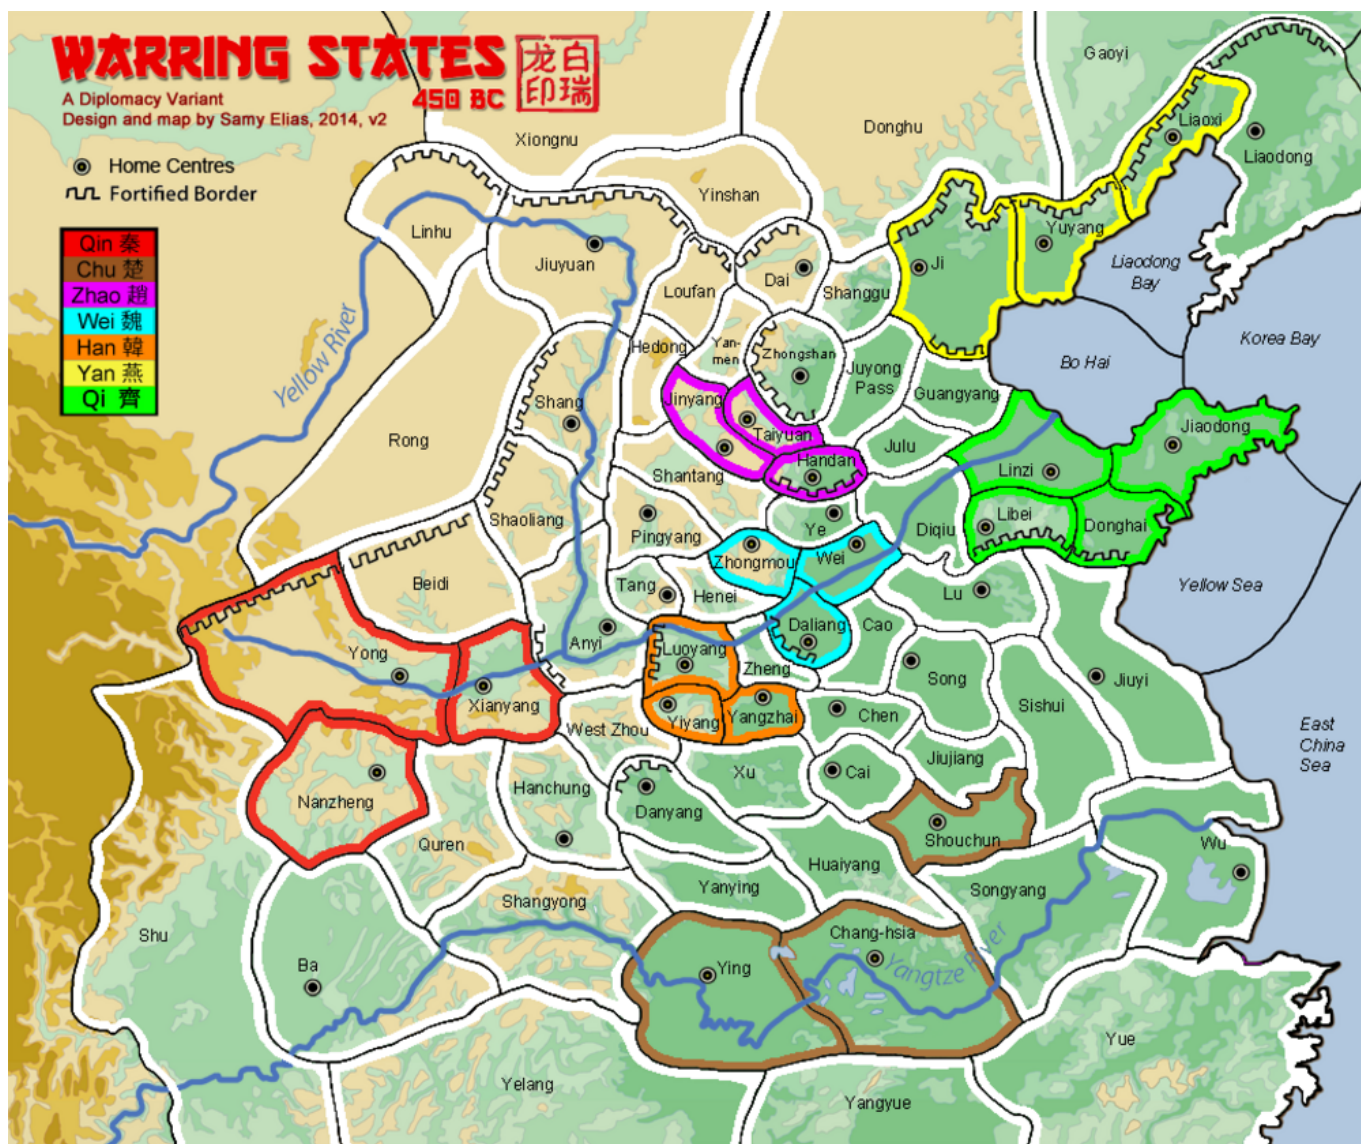 WARRING STATES
450 BC
龙白
印瑞
A Diplomacy Variant
Design and map by Samy Elias, 2014, v2
Home Centres
Fortified Border
Qin 秦
Chu 楚
Zhao 趙
Wei 魏
Han 韓
Yan 燕
Qi 齊
Gaoyi
Xiongnu
Donghu
Liaoxi
Liaodong
Yinshan
Linhu
Jiuyuan
Yuyang
Dai
Ji
Liaodong
Bay
Loufan
Shanggu
Yellow River
Korea Bay
Hedong
Yan-
men
Zhongshan
Bo Hai
Juyong
Pass
Guangyang
Jinyang
Shang
Taiyuan
Rong
Julu
Jiaodong
Handan
Linzi
Shantang
Libei
Shaoliang
Pingyang
Ye
Diqiu
Donghai
Zhongmou
Wei
Beidi
Tang
Henei
Lu
Yellow Sea
Anyi
Daliang
Cao
Luoyang
Yong
Zheng
Song
Jiuyi
Xianyang
Sishui
Yiyang
Yangzhai
Chen
West Zhou
East
China
Sea
Jiujiang
Xu
Cai
Hanchung
Nanzheng
Danyang
Shouchun
Quren
Wu
Huaiyang
Yanying
Songyang
Shangyong
Shu
Chang-hsia
Ba
Ying
Yangtze River
Yue
Yelang
Yangyue